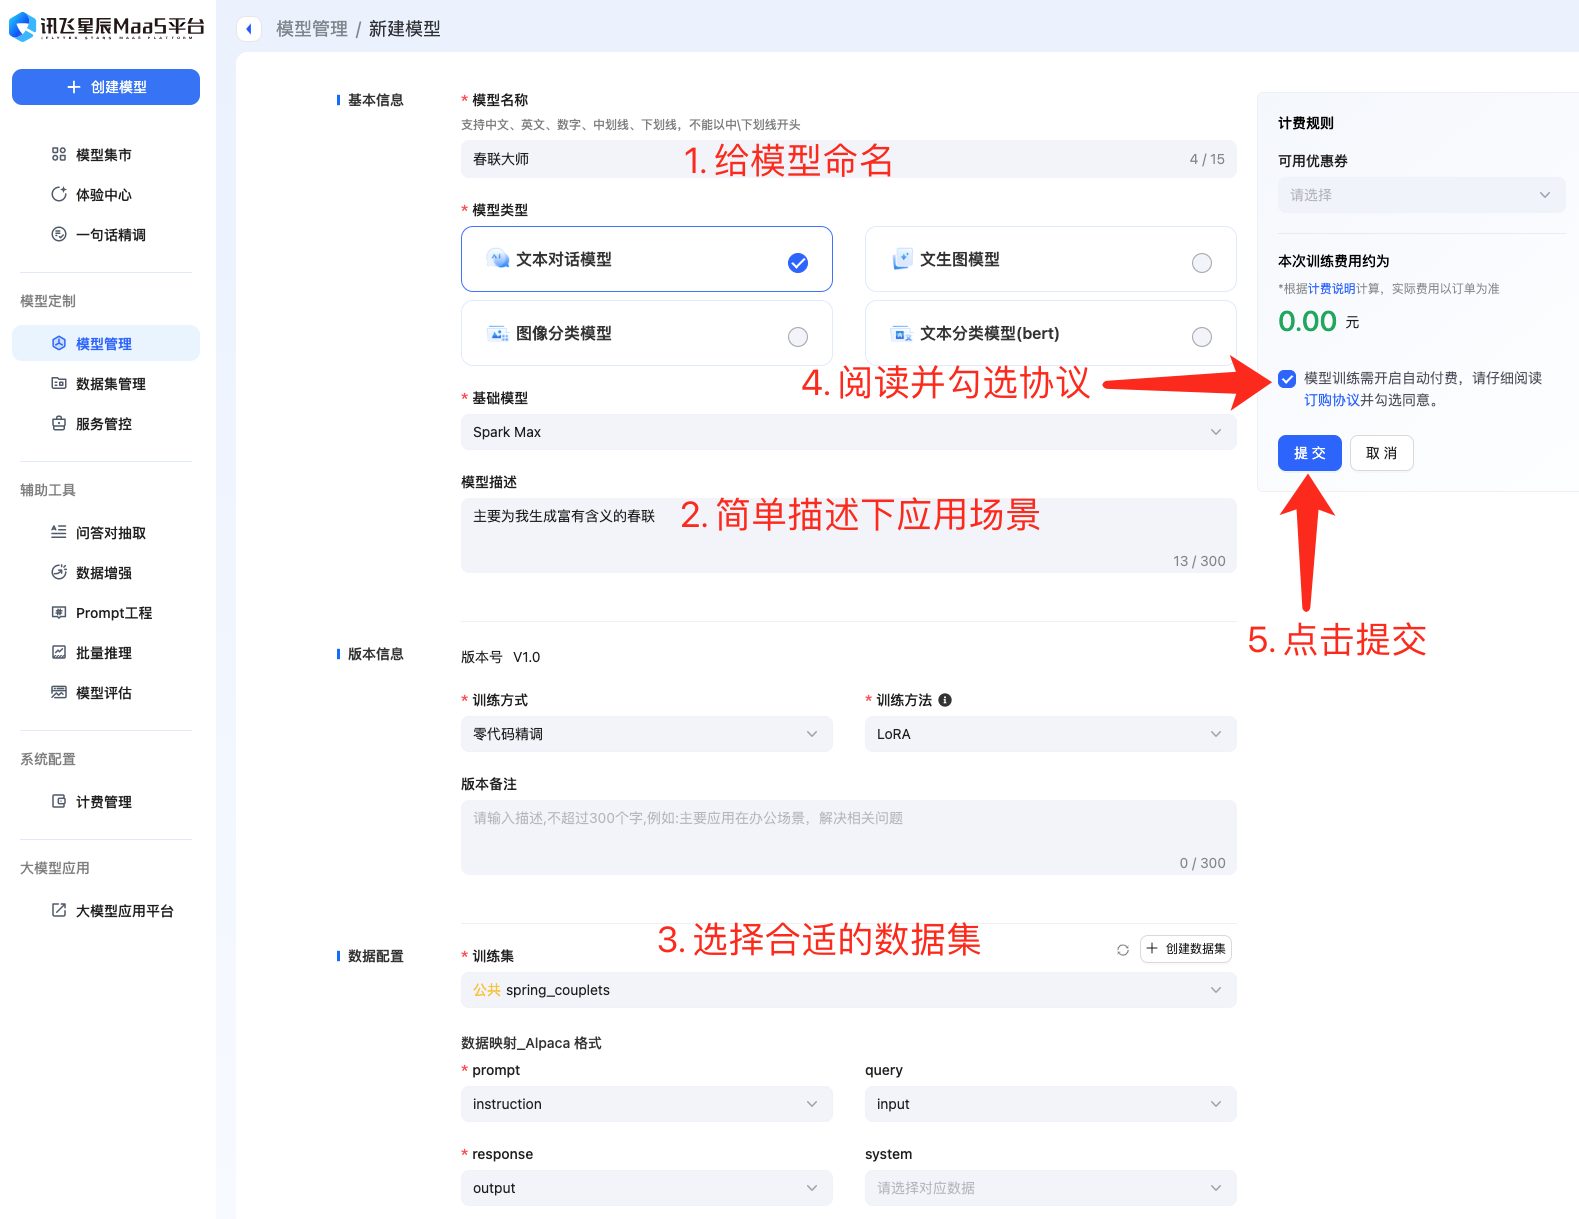 讯飞星辰MaaS平台
IFLYTEK STARS MAAS PLATFORM
创建模型
模型集市
体验中心
一句话精调
模型定制
模型管理
数据集管理
服务管控
辅助工具
问答对抽取
数据增强
Prompt工程
批量推理
模型评估
系统配置
计费管理
大模型应用
大模型应用平台
模型管理 / 新建模型
基本信息
* 模型名称
支持中文、英文、数字、中划线、下划线，不能以中\下划线开头
春联大师
4 / 15
1. 给模型命名
* 模型类型
文本对话模型
文生图模型
图像分类模型
文本分类模型(bert)
4. 阅读并勾选协议
* 基础模型
Spark Max
模型描述
主要为我生成富有含义的春联
2. 简单描述下应用场景
13 / 300
版本信息
版本号 V1.0
* 训练方式
零代码精调
* 训练方法
LoRA
版本备注
请输入描述,不超过300个字,例如:主要应用在办公场景，解决相关问题
0 / 300
3. 选择合适的数据集
数据配置
* 训练集
创建数据集
公共 spring_couplets
数据映射_Alpaca 格式
* prompt
instruction
query
input
* response
output
system
请选择对应数据
计费规则
可用优惠券
请选择
本次训练费用约为
*根据计费说明计算，实际费用以订单为准
0.00 元
模型训练需开启自动付费，请仔细阅读
订购协议并勾选同意。
提 交
取 消
5. 点击提交